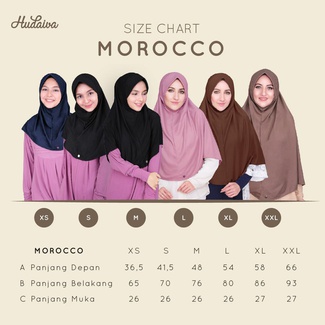 Hudaiva
SIZE CHART
MOROCCO
XS S M L XL XXL
MOROCCO XS S M L XL XXL
A Panjang Depan 36,5 41,5 48 54 58 66
B Panjang Belakang 65 70 76 80 86 93
C Panjang Muka 26 26 26 26 27 27